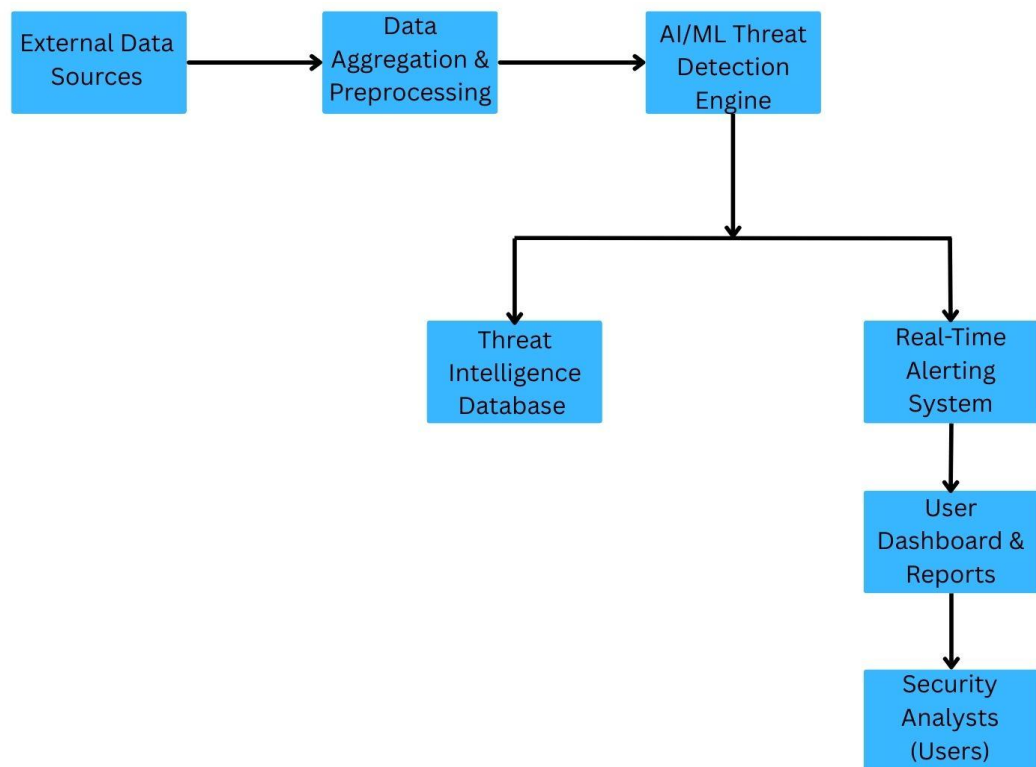 External Data
Sources
Data
Aggregation &
Preprocessing
AI/ML Threat
Detection
Engine
Threat
Intelligence
Database
Real-Time
Alerting
System
User
Dashboard &
Reports
Security
Analysts
(Users)